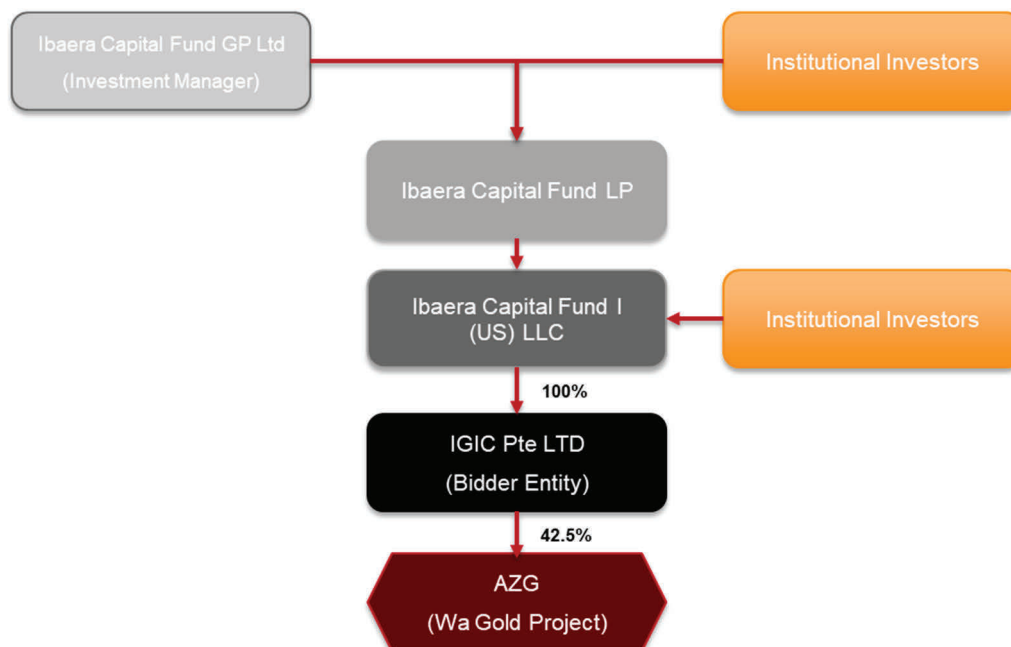 Ibaera Capital Fund GP Ltd
(Investment Manager)
Institutional Investors
Ibaera Capital Fund LP
Ibaera Capital Fund I
(US) LLC
Institutional Investors
100%
IGIC Pte LTD
(Bidder Entity)
42.5%
AZG
(Wa Gold Project)